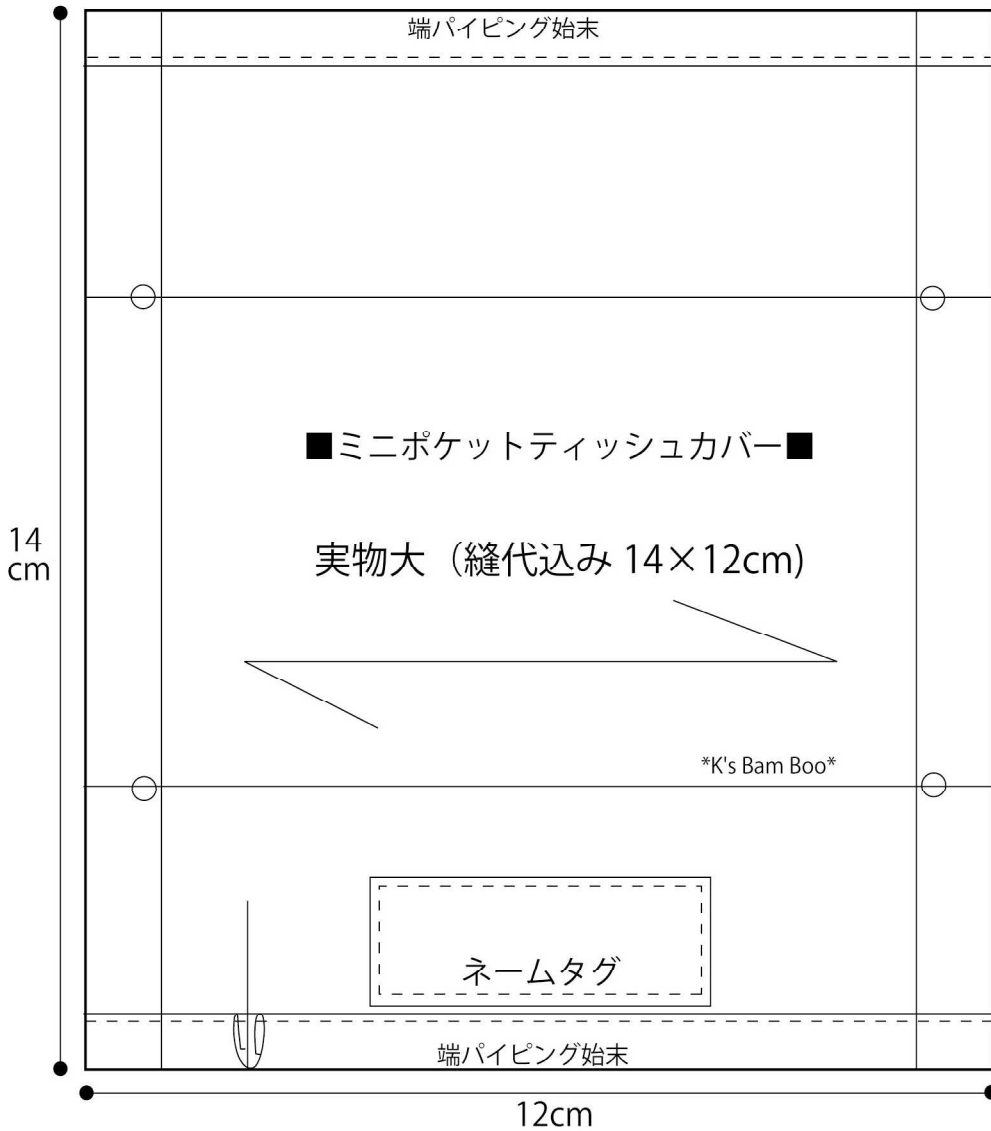 端パイピング始末
■ミニポケットティッシュカバー■
14
cm
実物大（縫代込み 14×12cm)
*K's Bam Boo*
ネームタグ
端パイピング始末
12cm